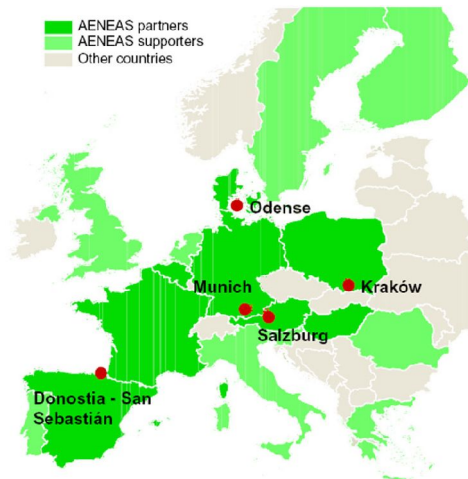 AENEAS partners
AENEAS supporters
Other countries
Odense
Munich
Kraków
Salzburg
Donostia - San
Sebastián